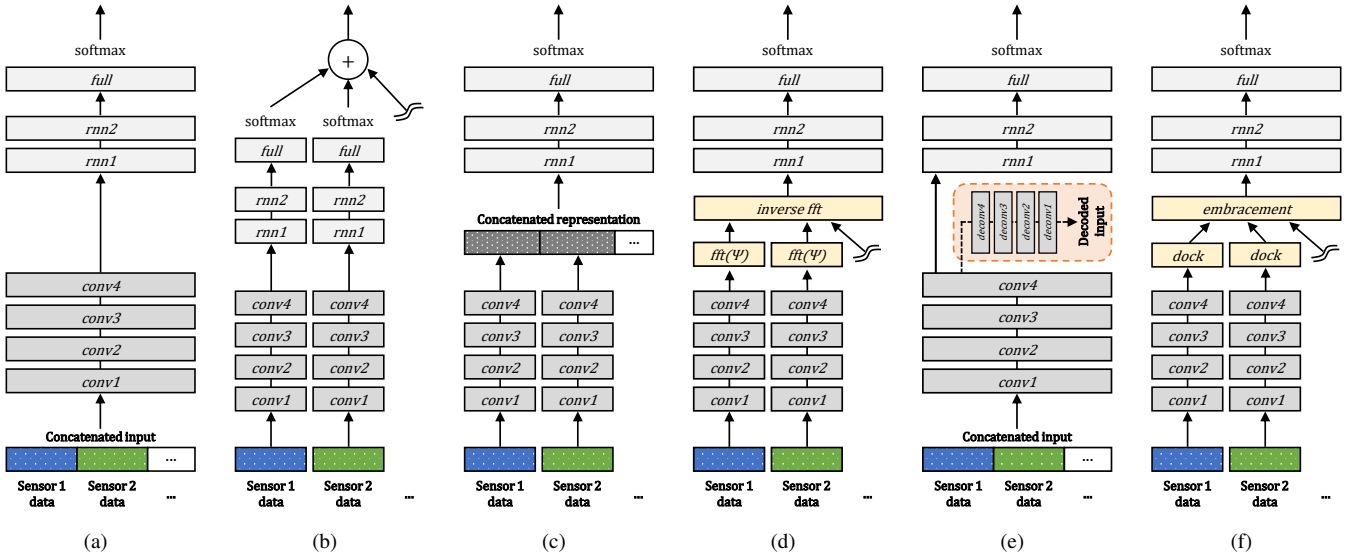 softmax
full
rnn2
rnn1
conv4
conv3
conv2
conv1
Concatenated input
...
Sensor 1 data
Sensor 2 data
...
(a)
+
softmax softmax
full full
rnn2 rnn2
rnn1 rnn1
conv4 conv4
conv3 conv3
conv2 conv2
conv1 conv1
Sensor 1 data
Sensor 2 data
...
(b)
softmax
full
rnn2
rnn1
Concatenated representation
...
conv4 conv4
conv3 conv3
conv2 conv2
conv1 conv1
Sensor 1 data
Sensor 2 data
...
(c)
softmax
full
rnn2
rnn1
inverse fft
fft(Ψ) fft(Ψ)
conv4 conv4
conv3 conv3
conv2 conv2
conv1 conv1
Sensor 1 data
Sensor 2 data
...
(d)
softmax
full
rnn2
rnn1
deconv4
deconv3
deconv2
deconv1
Decoded input
conv4
conv3
conv2
conv1
Concatenated input
...
Sensor 1 data
Sensor 2 data
...
(e)
softmax
full
rnn2
rnn1
embracement
dock dock
conv4 conv4
conv3 conv3
conv2 conv2
conv1 conv1
Sensor 1 data
Sensor 2 data
...
(f)